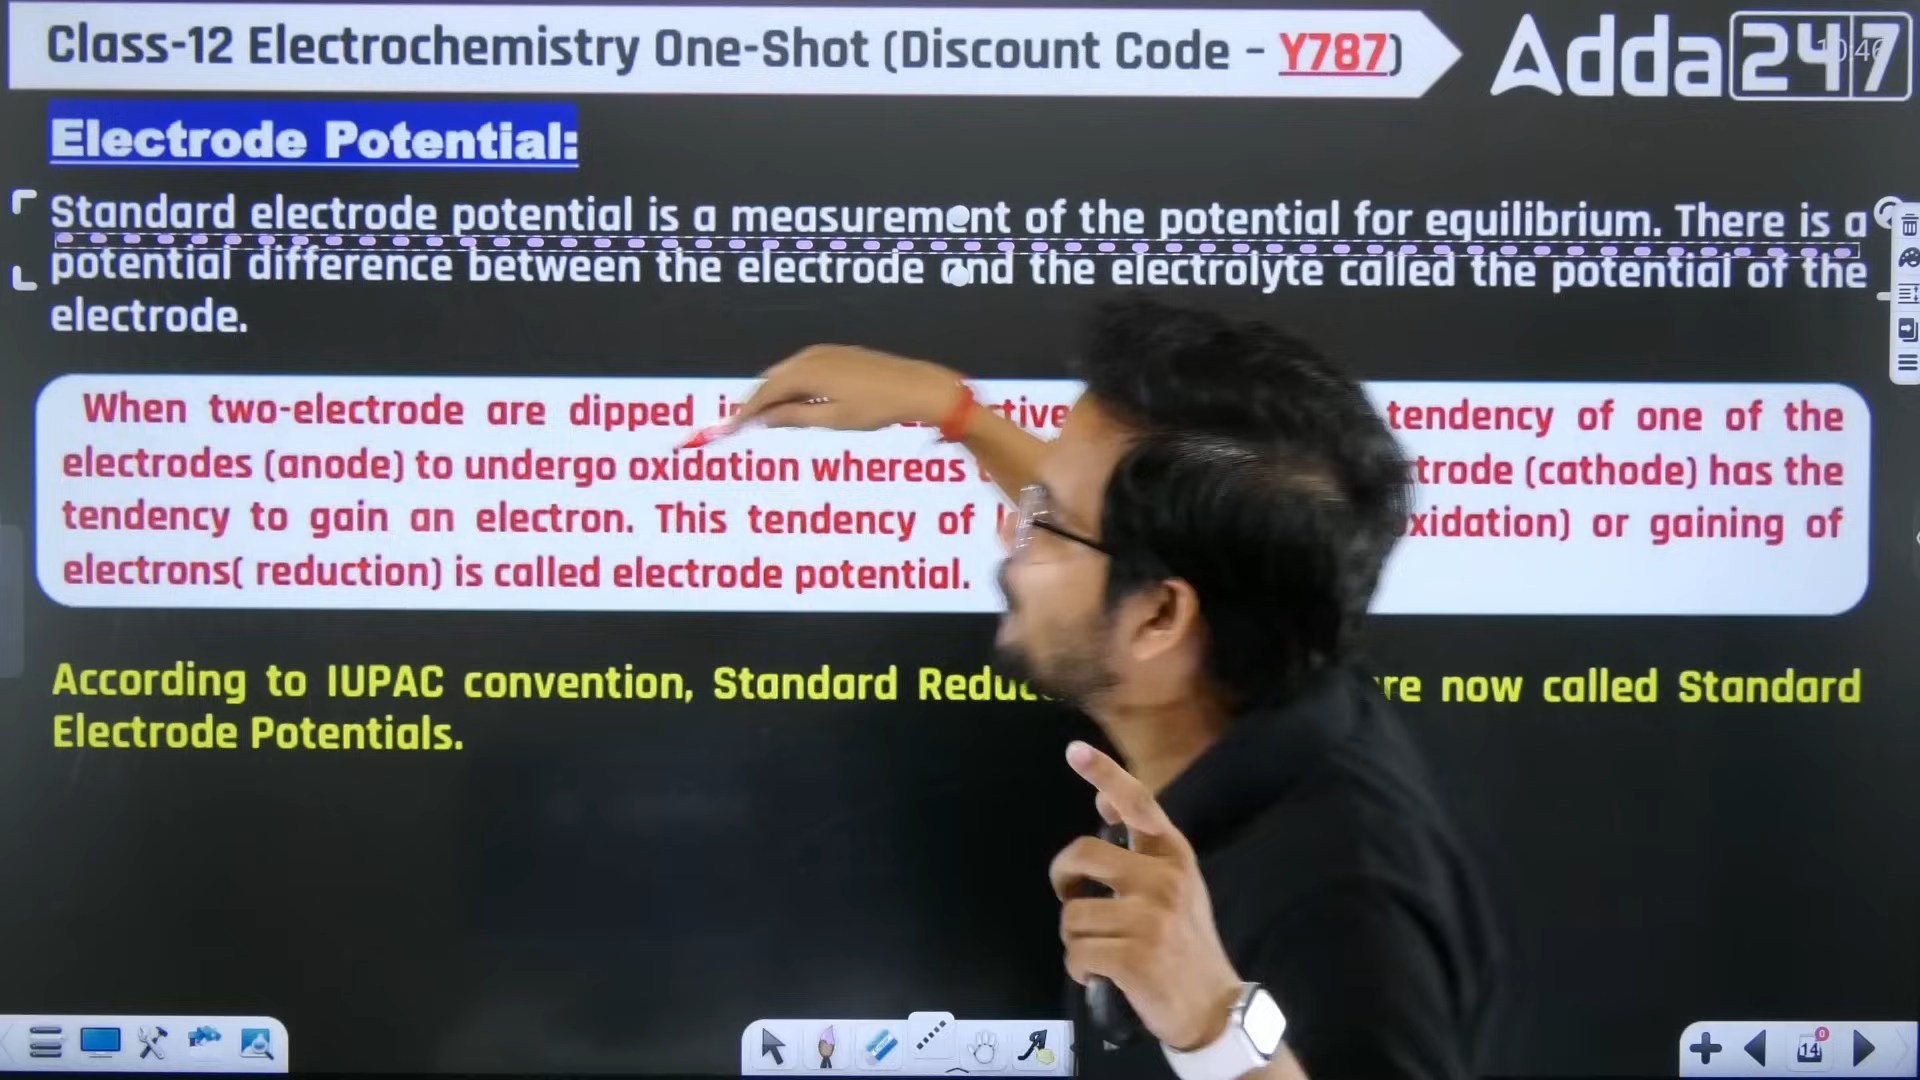 Class-12 Electrochemistry One-Shot (Discount Code - Y787)
Adda247
10:46
Electrode Potential:
Standard electrode potential is a measurement of the potential for equilibrium. There is a
potential difference between the electrode and the electrolyte called the potential of the
electrode.
When two-electrode are dipped tendency of one of the
electrodes (anode) to undergo oxidation whereas (cathode) has the
tendency to gain an electron. This tendency of or gaining of
electrons( reduction) is called electrode potential.
According to IUPAC convention, Standard now called Standard
Electrode Potentials.
14
0